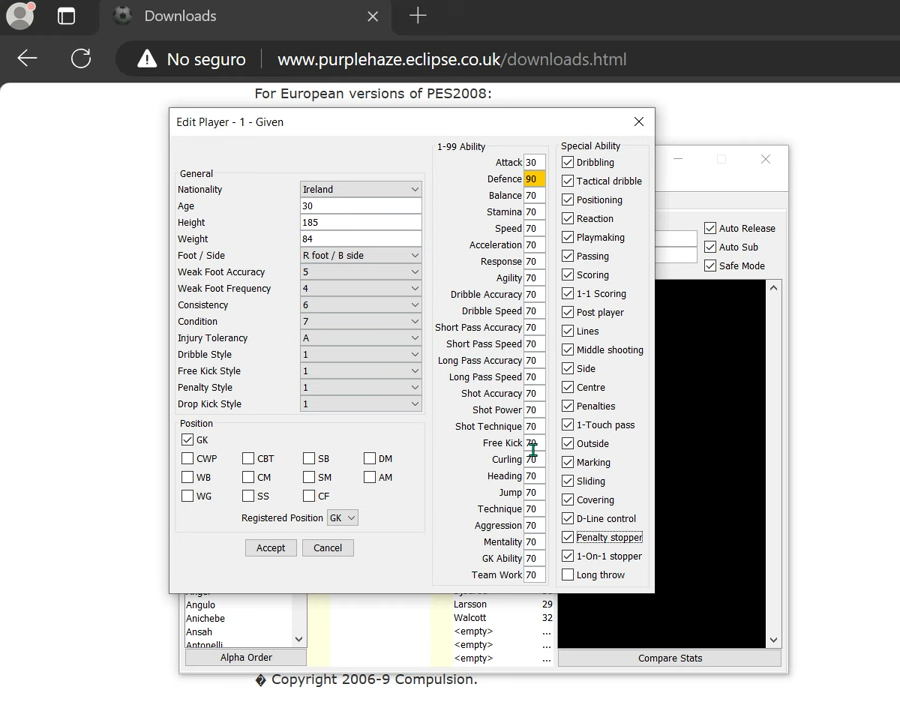 Downloads
No seguro
www.purplehaze.eclipse.co.uk/downloads.html
For European versions of PES2008:
Edit Player - 1 - Given
General
Nationality Ireland
Age 30
Height 185
Weight 84
Foot / Side R foot / B side
Weak Foot Accuracy 5
Weak Foot Frequency 4
Consistency 6
Condition 7
Injury Tolerancy A
Dribble Style 1
Free Kick Style 1
Penalty Style 1
Drop Kick Style 1
Position
GK
CWP CBT SB DM
WB CM SM AM
WG SS CF
Registered Position GK
Accept Cancel
1-99 Ability
Attack 30
Defence 90
Balance 70
Stamina 70
Speed 70
Acceleration 70
Response 70
Agility 70
Dribble Accuracy 70
Dribble Speed 70
Short Pass Accuracy 70
Short Pass Speed 70
Long Pass Accuracy 70
Long Pass Speed 70
Shot Accuracy 70
Shot Power 70
Shot Technique 70
Free Kick 70
Curling 70
Heading 70
Jump 70
Technique 70
Aggression 70
Mentality 70
GK Ability 70
Team Work 70
Special Ability
Dribbling
Tactical dribble
Positioning
Reaction
Playmaking
Passing
Scoring
1-1 Scoring
Post player
Lines
Middle shooting
Side
Centre
Penalties
1-Touch pass
Outside
Marking
Sliding
Covering
D-Line control
Penalty stopper
1-On-1 stopper
Long throw
Auto Release
Auto Sub
Safe Mode
Angulo
Anichebe
Ansah
Alpha Order
Larsson 29
Walcott 32
<empty> ...
<empty> ...
<empty> ...
Compare Stats
� Copyright 2006-9 Compulsion.